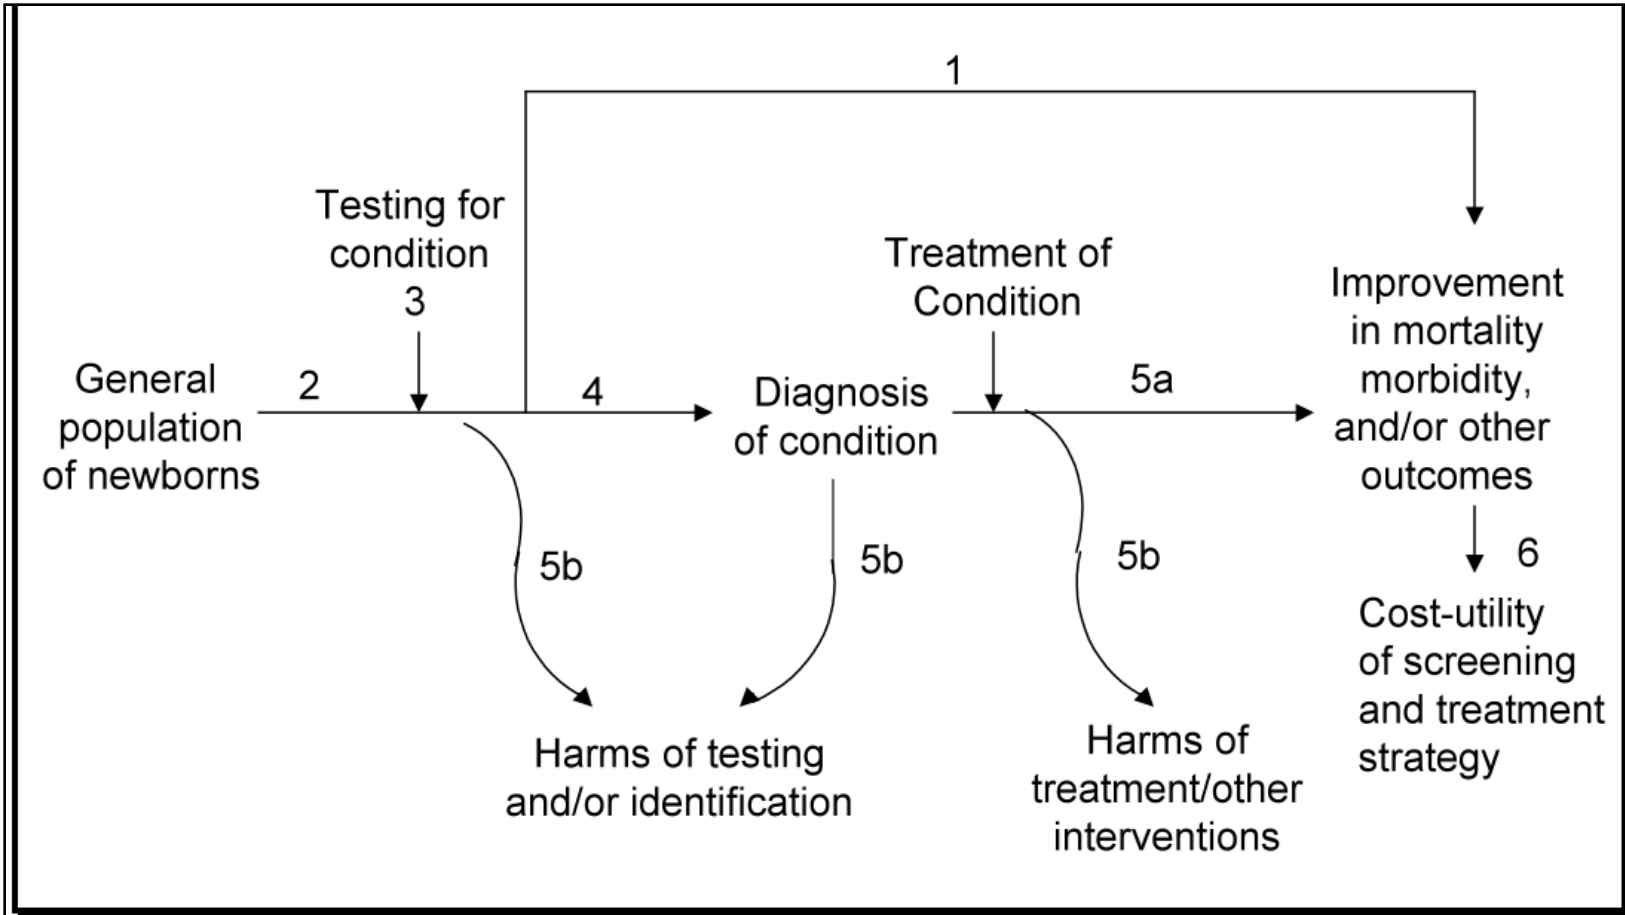 1
Testing for
condition
3
Treatment of
Condition
General
population
of newborns
2
4
Diagnosis
of condition
5a
Improvement
in mortality
morbidity,
and/or other
outcomes
5b
5b
5b
6
Harms of testing
and/or identification
Harms of
treatment/other
interventions
Cost-utility
of screening
and treatment
strategy